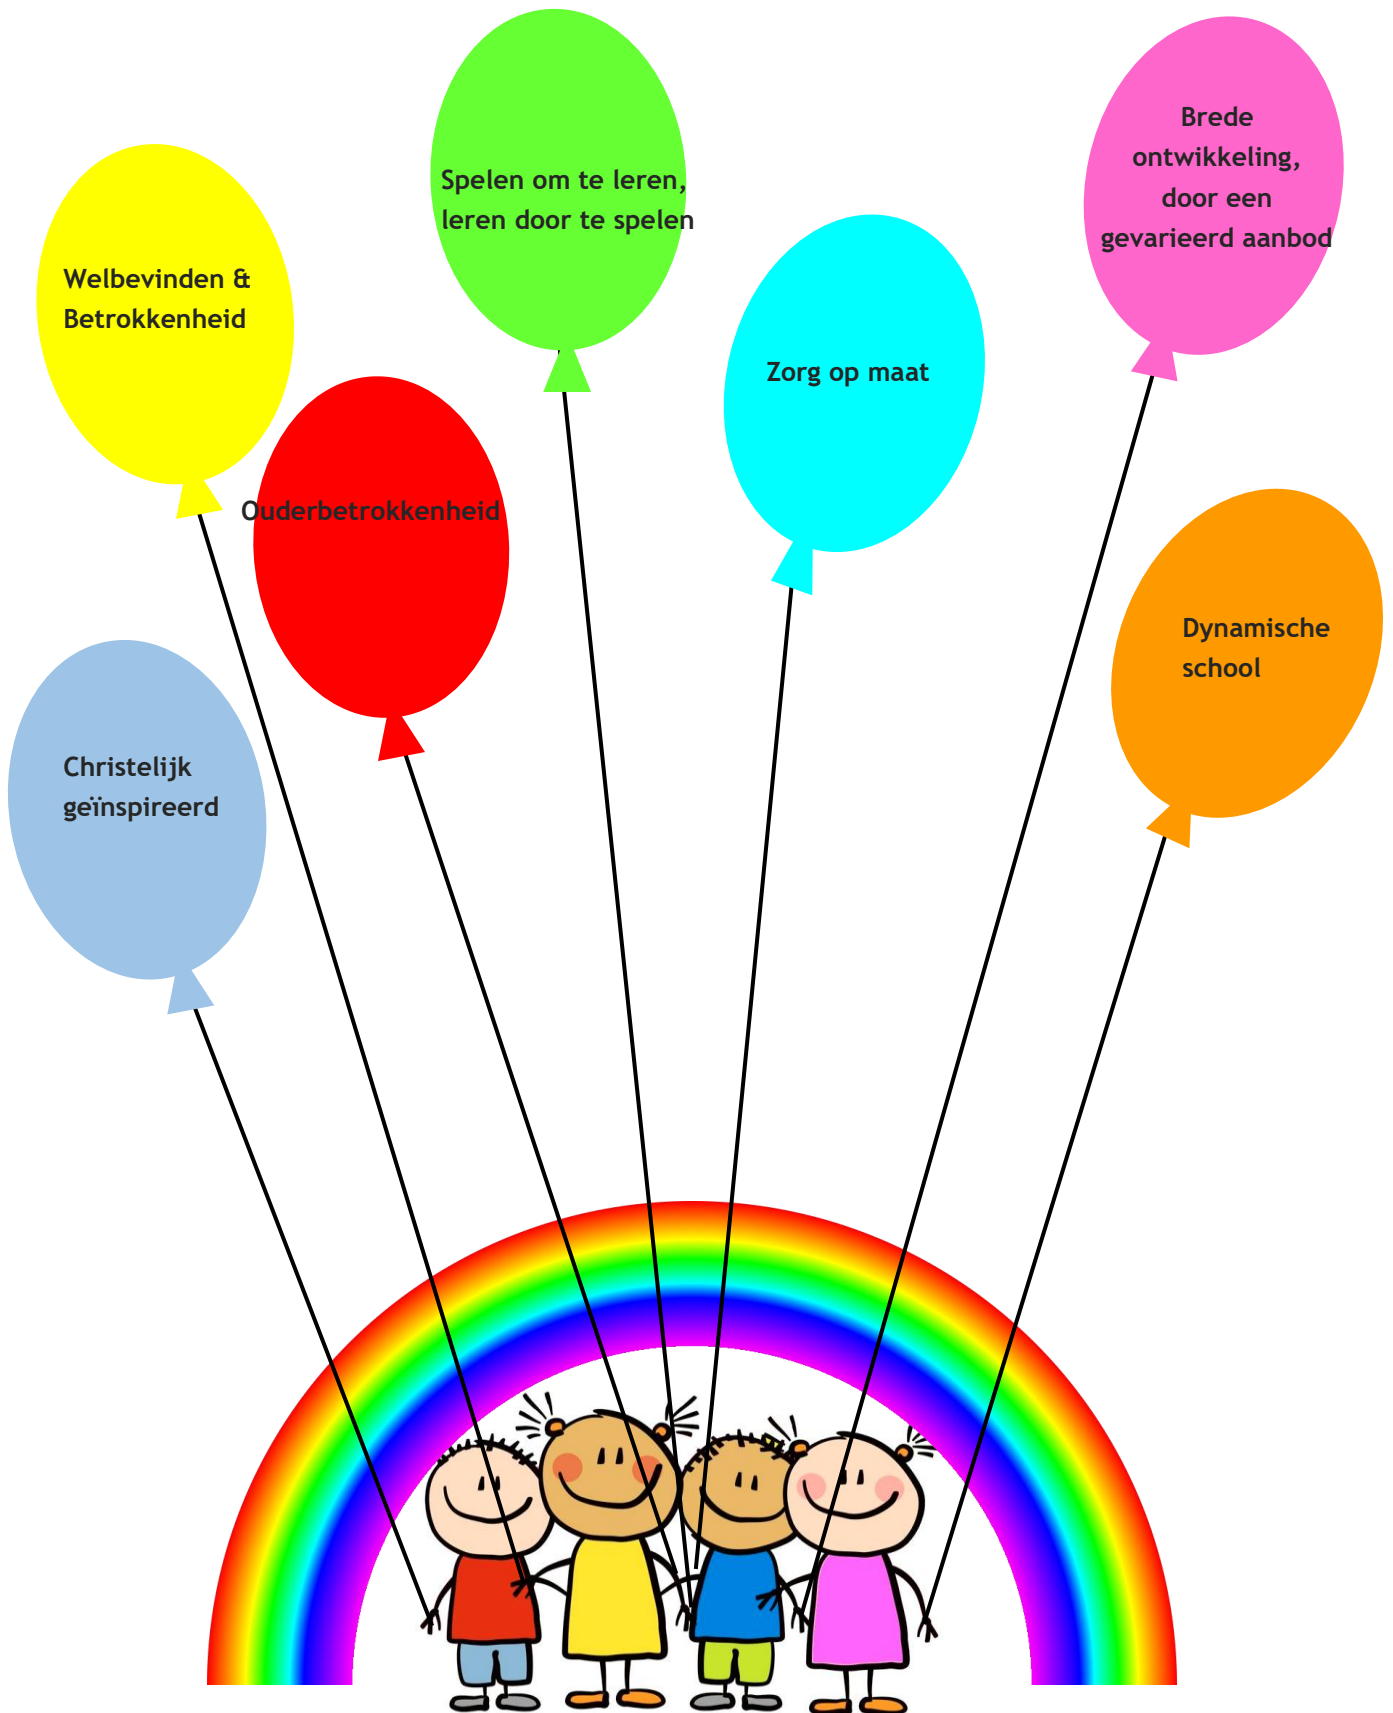 Brede
ontwikkeling,
door een
gevarieerd aanbod
Spelen om te leren,
leren door te spelen
Welbevinden &
Betrokkenheid
Zorg op maat
Ouderbetrokkenheid
Dynamische
school
Christelijk
geïnspireerd